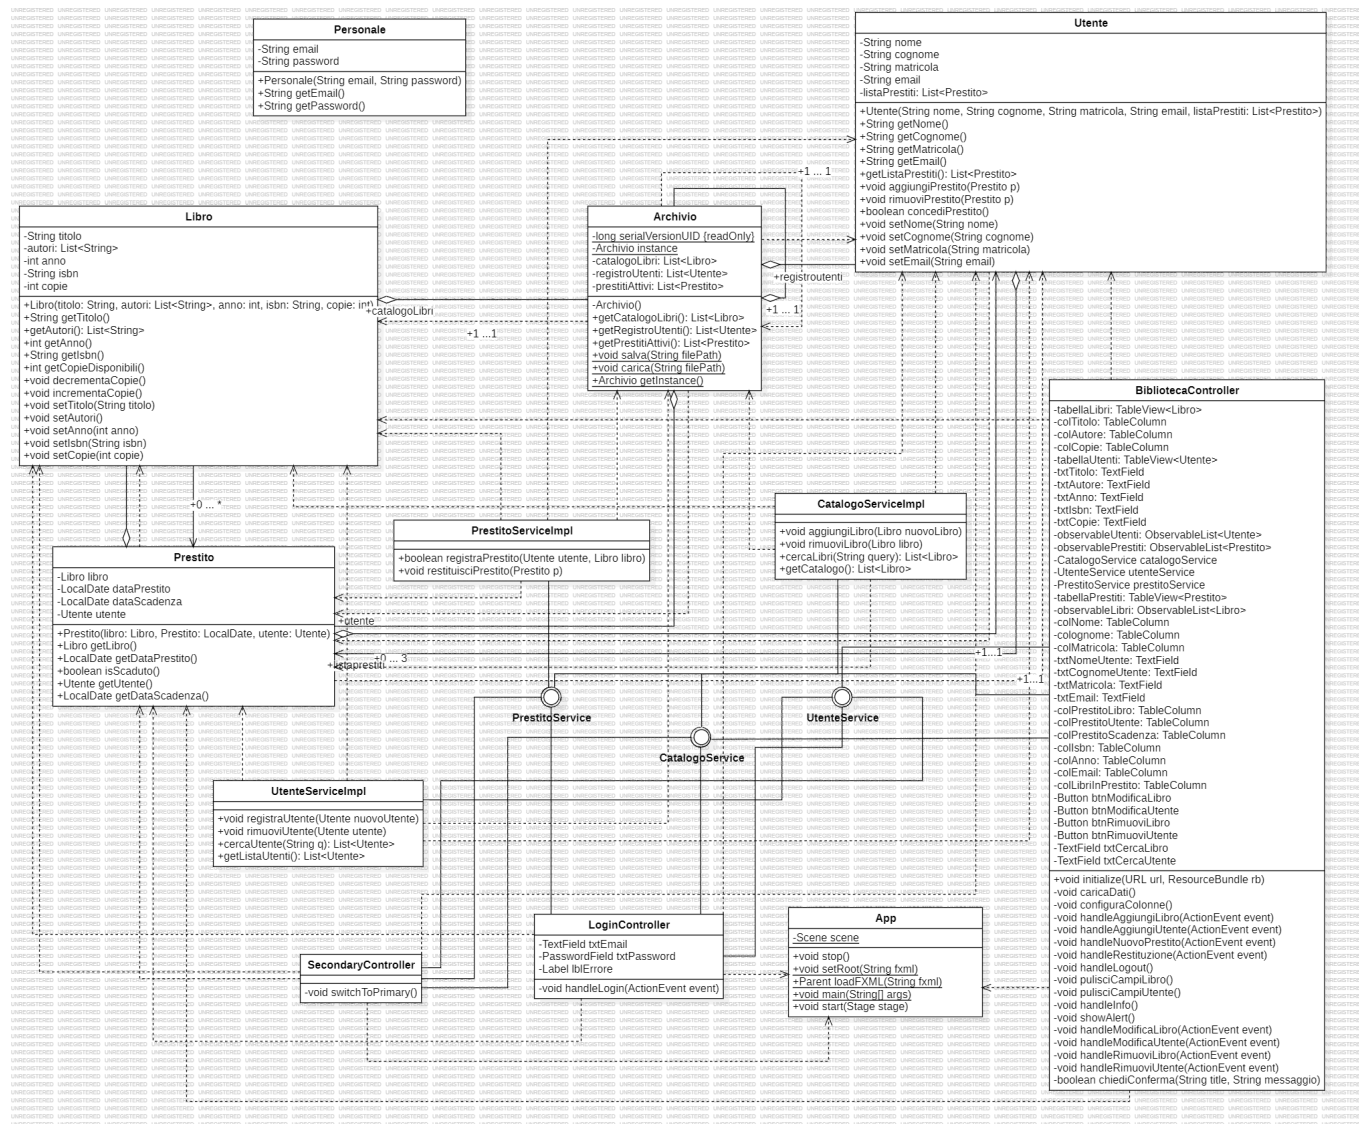 Personale
-String email
-String password
+Personale(String email, String password)
+String getEmail()
+String getPassword()
Utente
-String nome
-String cognome
-String matricola
-String email
-listaPrestiti: List<Prestito>
+Utente(String nome, String cognome, String matricola, String email, listaPrestiti: List<Prestito>)
+String getNome()
+String getCognome()
+String getMatricola()
+String getEmail()
+getListaPrestiti(): List<Prestito>
+void aggiungiPrestito(Prestito p)
+void rimuoviPrestito(Prestito p)
+boolean concediPrestito()
+void setNome(String nome)
+void setCognome(String cognome)
+void setMatricola(String matricola)
+void setEmail(String email)
+1 ... 1
Libro
-String titolo
-autori: List<String>
-int anno
-String isbn
-int copie
+Libro(titolo: String, autori: List<String>, anno: int, isbn: String, copie: int)
+String getTitolo()
+getAutori(): List<String>
+int getAnno()
+String getIsbn()
+int getCopieDisponibili()
+void decrementaCopie()
+void incrementaCopie()
+void setTitolo(String titolo)
+void setAutori()
+void setAnno(int anno)
+void setIsbn(String isbn)
+void setCopie(int copie)
Archivio
-long serialVersionUID {readOnly}
-Archivio instance
-catalogoLibri: List<Libro>
-registroUtenti: List<Utente>
-prestitiAttivi: List<Prestito>
-Archivio()
+getCatalogoLibri(): List<Libro>
+getRegistroUtenti(): List<Utente>
+getPrestitiAttivi(): List<Prestito>
+void salva(String filePath)
+void carica(String filePath)
+Archivio getInstance()
+registroutenti
+1 ... 1
+catalogoLibri
+1 ...1
+0 ... *
BibliotecaController
-tabellaLibri: TableView<Libro>
-colTitolo: TableColumn
-colAutore: TableColumn
-colCopie: TableColumn
-tabellaUtenti: TableView<Utente>
-txtTitolo: TextField
-txtAutore: TextField
-txtAnno: TextField
-txtIsbn: TextField
-txtCopie: TextField
-observableUtenti: ObservableList<Utente>
-observablePrestiti: ObservableList<Prestito>
-CatalogoService catalogoService
-UtenteService utenteService
-PrestitoService prestitoService
-tabellaPrestiti: TableView<Prestito>
-observableLibri: ObservableList<Libro>
-colNome: TableColumn
-colognome: TableColumn
-colMatricola: TableColumn
-txtNomeUtente: TextField
-txtCognomeUtente: TextField
-txtMatricola: TextField
-txtEmail: TextField
-colPrestitoLibro: TableColumn
-colPrestitoUtente: TableColumn
-colPrestitoScadenza: TableColumn
-colIsbn: TableColumn
-colAnno: TableColumn
-colEmail: TableColumn
-colLibriInPrestito: TableColumn
-Button btnModificaLibro
-Button btnModificaUtente
-Button btnRimuoviLibro
-Button btnRimuoviUtente
-TextField txtCercaLibro
-TextField txtCercaUtente
+void initialize(URL url, ResourceBundle rb)
-void caricaDati()
-void configuraColonne()
-void handleAggiungiLibro(ActionEvent event)
-void handleAggiungiUtente(ActionEvent event)
-void handleNuovoPrestito(ActionEvent event)
-void handleRestituzione(ActionEvent event)
-void handleLogout()
-void pulisciCampiLibro()
-void pulisciCampiUtente()
-void handleInfo()
-void showAlert()
-void handleModificaLibro(ActionEvent event)
-void handleModificaUtente(ActionEvent event)
-void handleRimuoviLibro(ActionEvent event)
-void handleRimuoviUtente(ActionEvent event)
-boolean chiediConferma(String title, String messaggio)
CatalogoServiceImpl
+void aggiungiLibro(Libro nuovoLibro)
+void rimuoviLibro(Libro libro)
+cercaLibri(String query): List<Libro>
+getCatalogo(): List<Libro>
PrestitoServiceImpl
+boolean registraPrestito(Utente utente, Libro libro)
+void restituisciPrestito(Prestito p)
Prestito
-Libro libro
-LocalDate dataPrestito
-LocalDate dataScadenza
-Utente utente
+Prestito(libro: Libro, Prestito: LocalDate, utente: Utente)
+Libro getLibro()
+LocalDate getDataPrestito()
+boolean isScaduto()
+Utente getUtente()
+LocalDate getDataScadenza()
+utente
+0 ... 3
+listaprestiti
+1...1
+1...1
PrestitoService
UtenteService
CatalogoService
UtenteServiceImpl
+void registraUtente(Utente nuovoUtente)
+void rimuoviUtente(Utente utente)
+cercaUtente(String q): List<Utente>
+getListaUtenti(): List<Utente>
LoginController
-TextField txtEmail
-PasswordField txtPassword
-Label lblErrore
-void handleLogin(ActionEvent event)
App
-Scene scene
+void stop()
+void setRoot(String fxml)
+Parent loadFXML(String fxml)
+void main(String[] args)
+void start(Stage stage)
SecondaryController
-void switchToPrimary()
UNREGISTERED